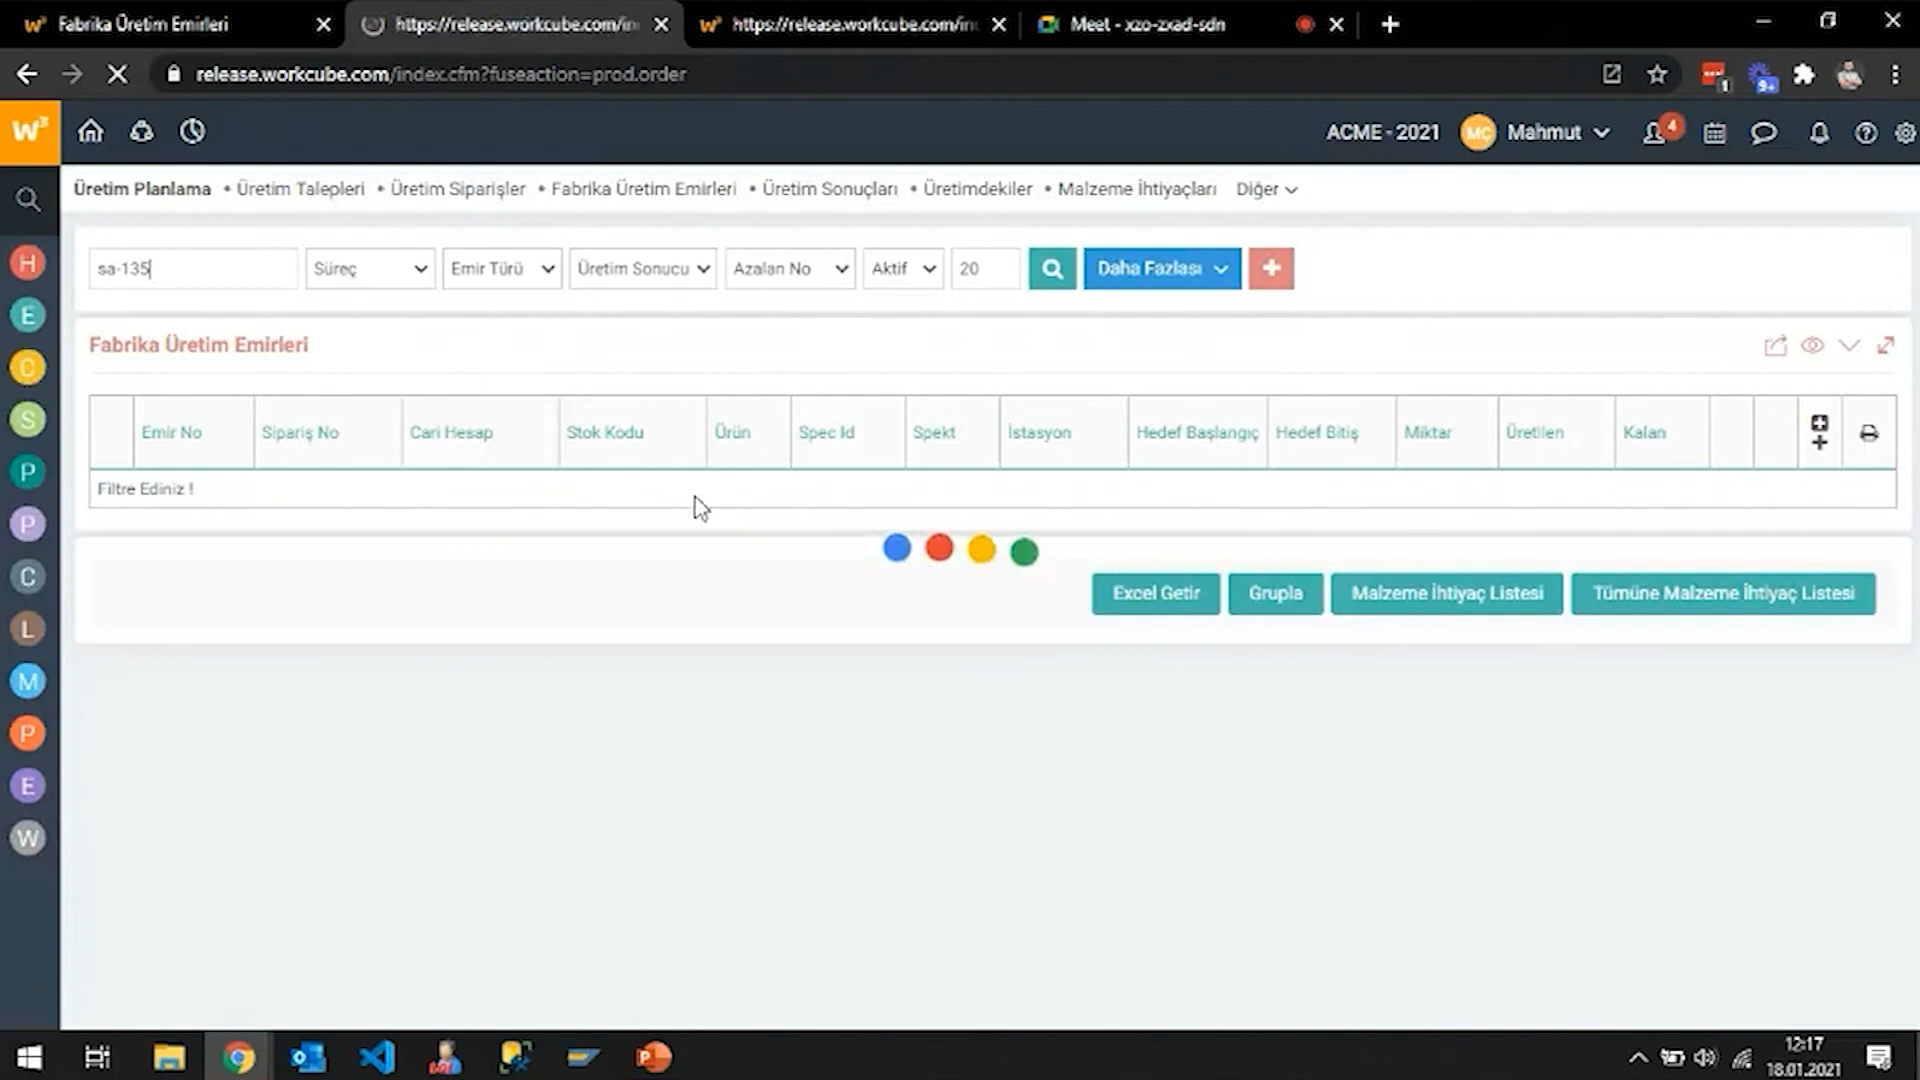 Fabrika Üretim Emirleri
https://release.workcube.com/in
https://release.workcube.com/in
Meet - xzo-zxad-sdn
release.workcube.com/index.cfm?fuseaction=prod.order
1
9+
W³
ACME - 2021
MC
Mahmut
4
Üretim Planlama • Üretim Talepleri • Üretim Siparişler • Fabrika Üretim Emirleri • Üretim Sonuçları • Üretimdekiler • Malzeme İhtiyaçları Diğer
sa-135
Süreç
Emir Türü
Üretim Sonucu
Azalan No
Aktif
20
Daha Fazlası
Fabrika Üretim Emirleri
Emir No
Sipariş No
Cari Hesap
Stok Kodu
Ürün
Spec Id
Spekt
İstasyon
Hedef Başlangıç
Hedef Bitiş
Miktar
Üretilen
Kalan
Filtre Ediniz !
Excel Getir
Grupla
Malzeme İhtiyaç Listesi
Tümüne Malzeme İhtiyaç Listesi
H
E
C
S
P
P
C
L
M
P
E
W
12:17
18.01.2021